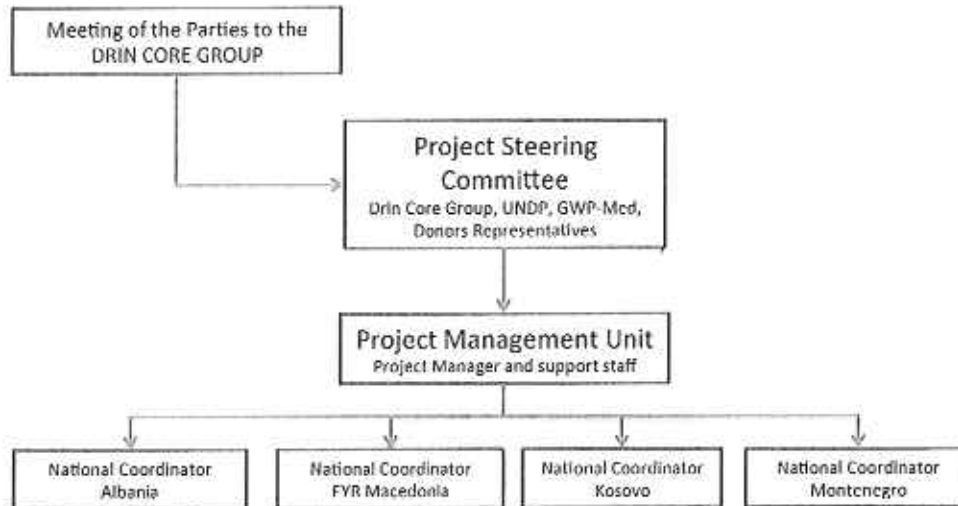 Meeting of the Parties to the
DRIN CORE GROUP
Project Steering
Committee
Drin Core Group, UNDP, GWP-Med,
Donors Representatives
Project Management Unit
Project Manager and support staff
National Coordinator
Albania
National Coordinator
FYR Macedonia
National Coordinator
Kosovo
National Coordinator
Montenegro